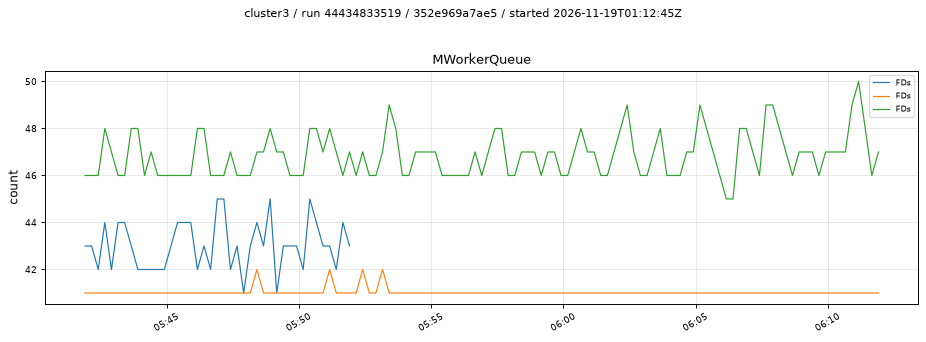 cluster3 / run 44434833519 / 352e969a7ae5 / started 2026-11-19T01:12:45Z
MWorkerQueue
50
48
46
44
42
count
FDs
FDs
FDs
05:45
05:50
05:55
06:00
06:05
06:10